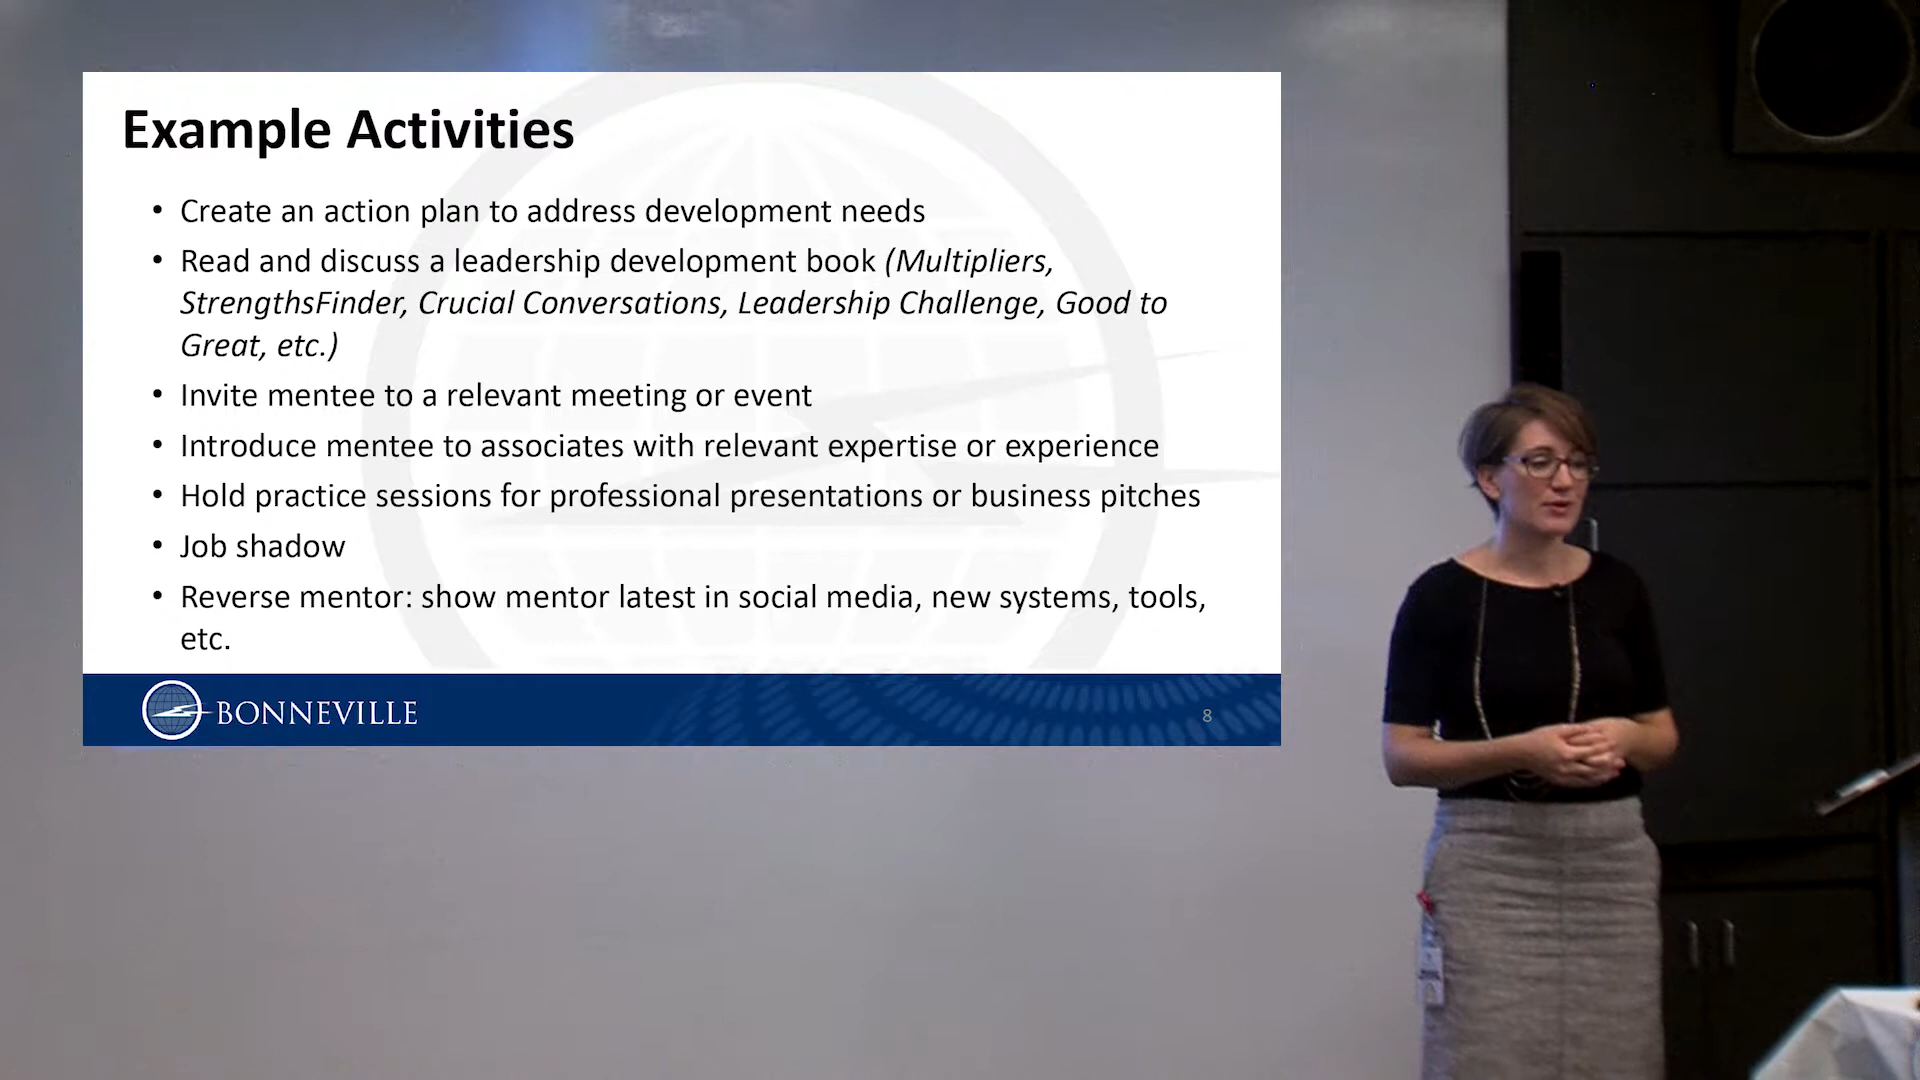 Example Activities
• Create an action plan to address development needs
• Read and discuss a leadership development book (Multipliers,
StrengthsFinder, Crucial Conversations, Leadership Challenge, Good to
Great, etc.)
• Invite mentee to a relevant meeting or event
• Introduce mentee to associates with relevant expertise or experience
• Hold practice sessions for professional presentations or business pitches
• Job shadow
• Reverse mentor: show mentor latest in social media, new systems, tools,
etc.
BONNEVILLE
8